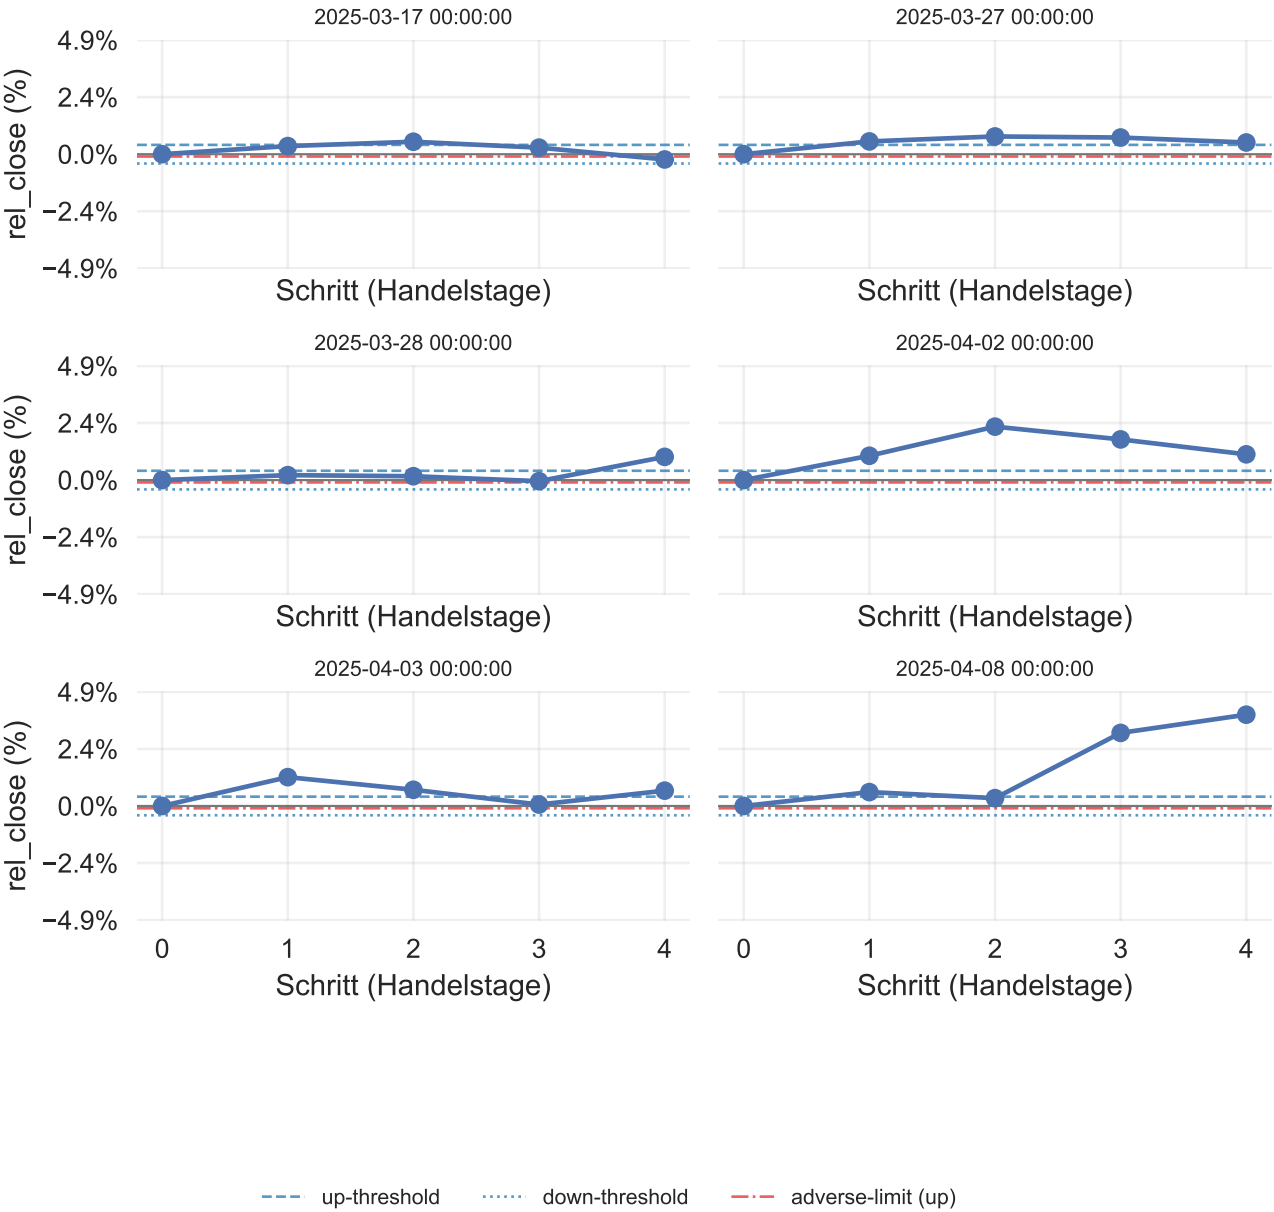 2025-03-17 00:00:00
2025-03-27 00:00:00
4.9%
2.4%
0.0%
−2.4%
−4.9%
rel_close (%)
Schritt (Handelstage)
Schritt (Handelstage)
2025-03-28 00:00:00
2025-04-02 00:00:00
4.9%
2.4%
0.0%
−2.4%
−4.9%
rel_close (%)
Schritt (Handelstage)
Schritt (Handelstage)
2025-04-03 00:00:00
2025-04-08 00:00:00
4.9%
2.4%
0.0%
−2.4%
−4.9%
rel_close (%)
0 1 2 3 4
0 1 2 3 4
Schritt (Handelstage)
Schritt (Handelstage)
up-threshold
down-threshold
adverse-limit (up)